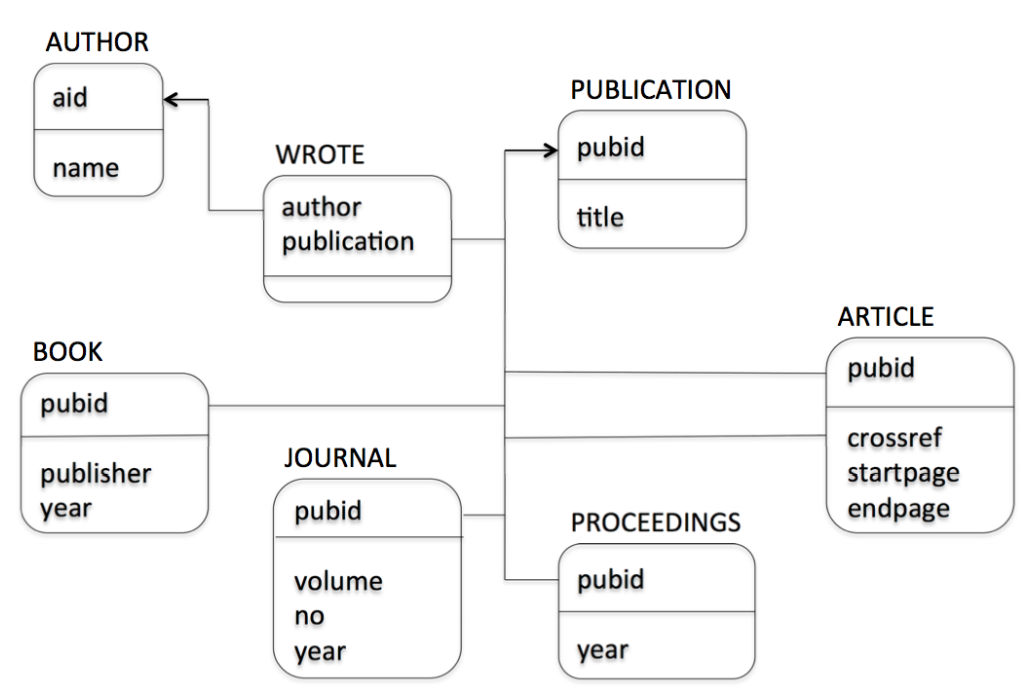 AUTHOR
aid
name
WROTE
author
publication
PUBLICATION
pubid
title
BOOK
pubid
publisher
year
JOURNAL
pubid
volume
no
year
PROCEEDINGS
pubid
year
ARTICLE
pubid
crossref
startpage
endpage